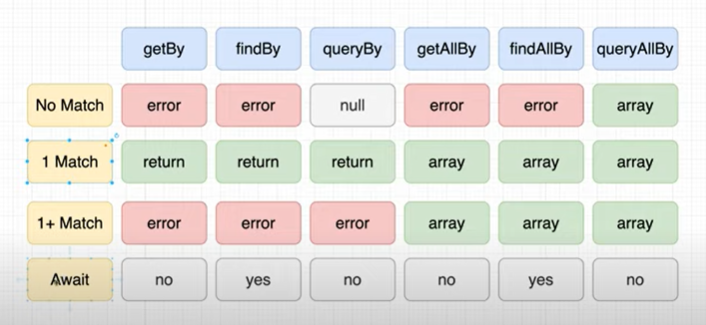 getBy findBy queryBy getAllBy findAllBy queryAllBy
No Match error error null error error array
1 Match return return return array array array
1+ Match error error error array array array
Await no yes no no yes no